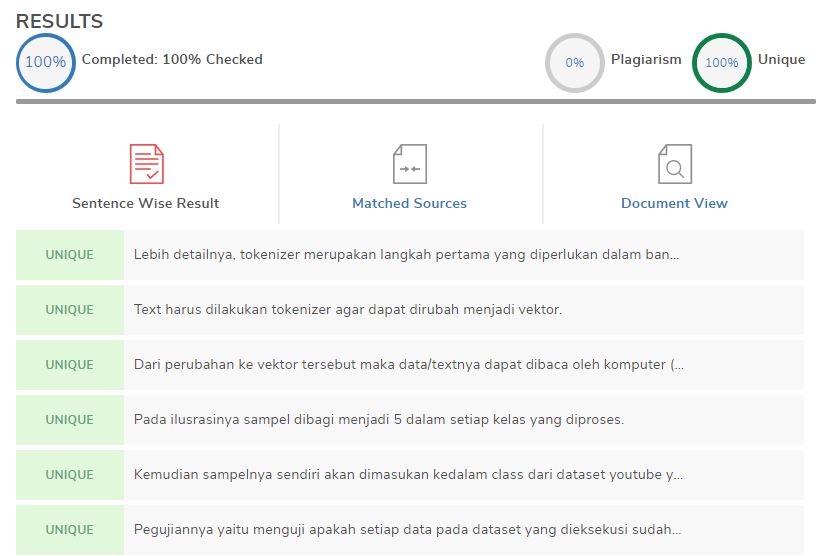 RESULTS
100% Completed: 100% Checked 0% Plagiarism 100% Unique
Sentence Wise Result Matched Sources Document View
UNIQUE Lebih detailnya, tokenizer merupakan langkah pertama yang diperlukan dalam ban...
UNIQUE Text harus dilakukan tokenizer agar dapat dirubah menjadi vektor.
UNIQUE Dari perubahan ke vektor tersebut maka data/textnya dapat dibaca oleh komputer (...
UNIQUE Pada ilusrasinya sampel dibagi menjadi 5 dalam setiap kelas yang diproses.
UNIQUE Kemudian sampelnya sendiri akan dimasukan kedalam class dari dataset youtube y...
UNIQUE Pegujiannya yaitu menguji apakah setiap data pada dataset yang dieksekusi sudah...